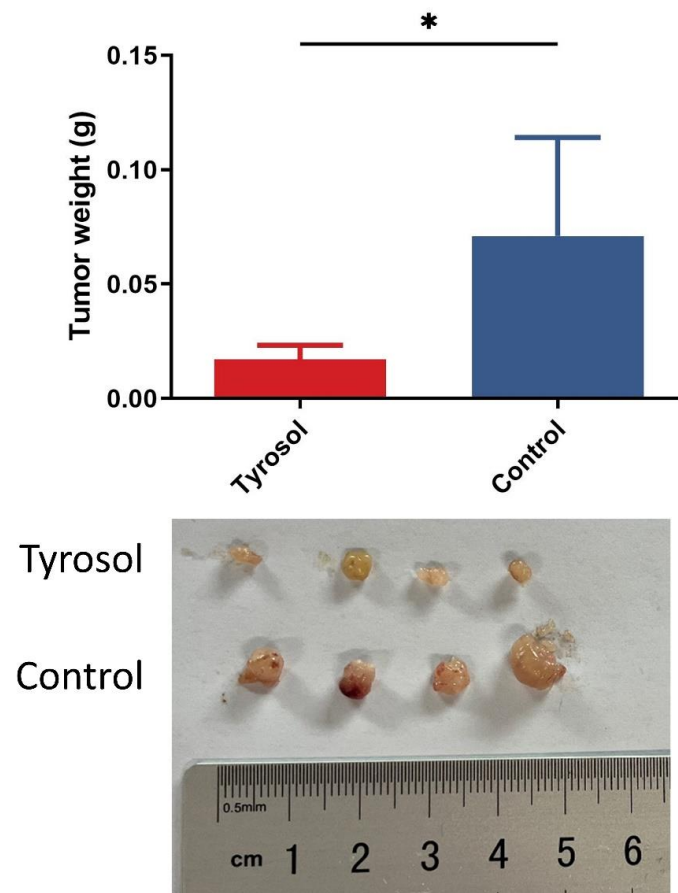 *
0.15
0.10
0.05
0.00
Tumor weight (g)
Tyrosol
Control
Tyrosol
Control
0.5mm
cm 1 2 3 4 5 6